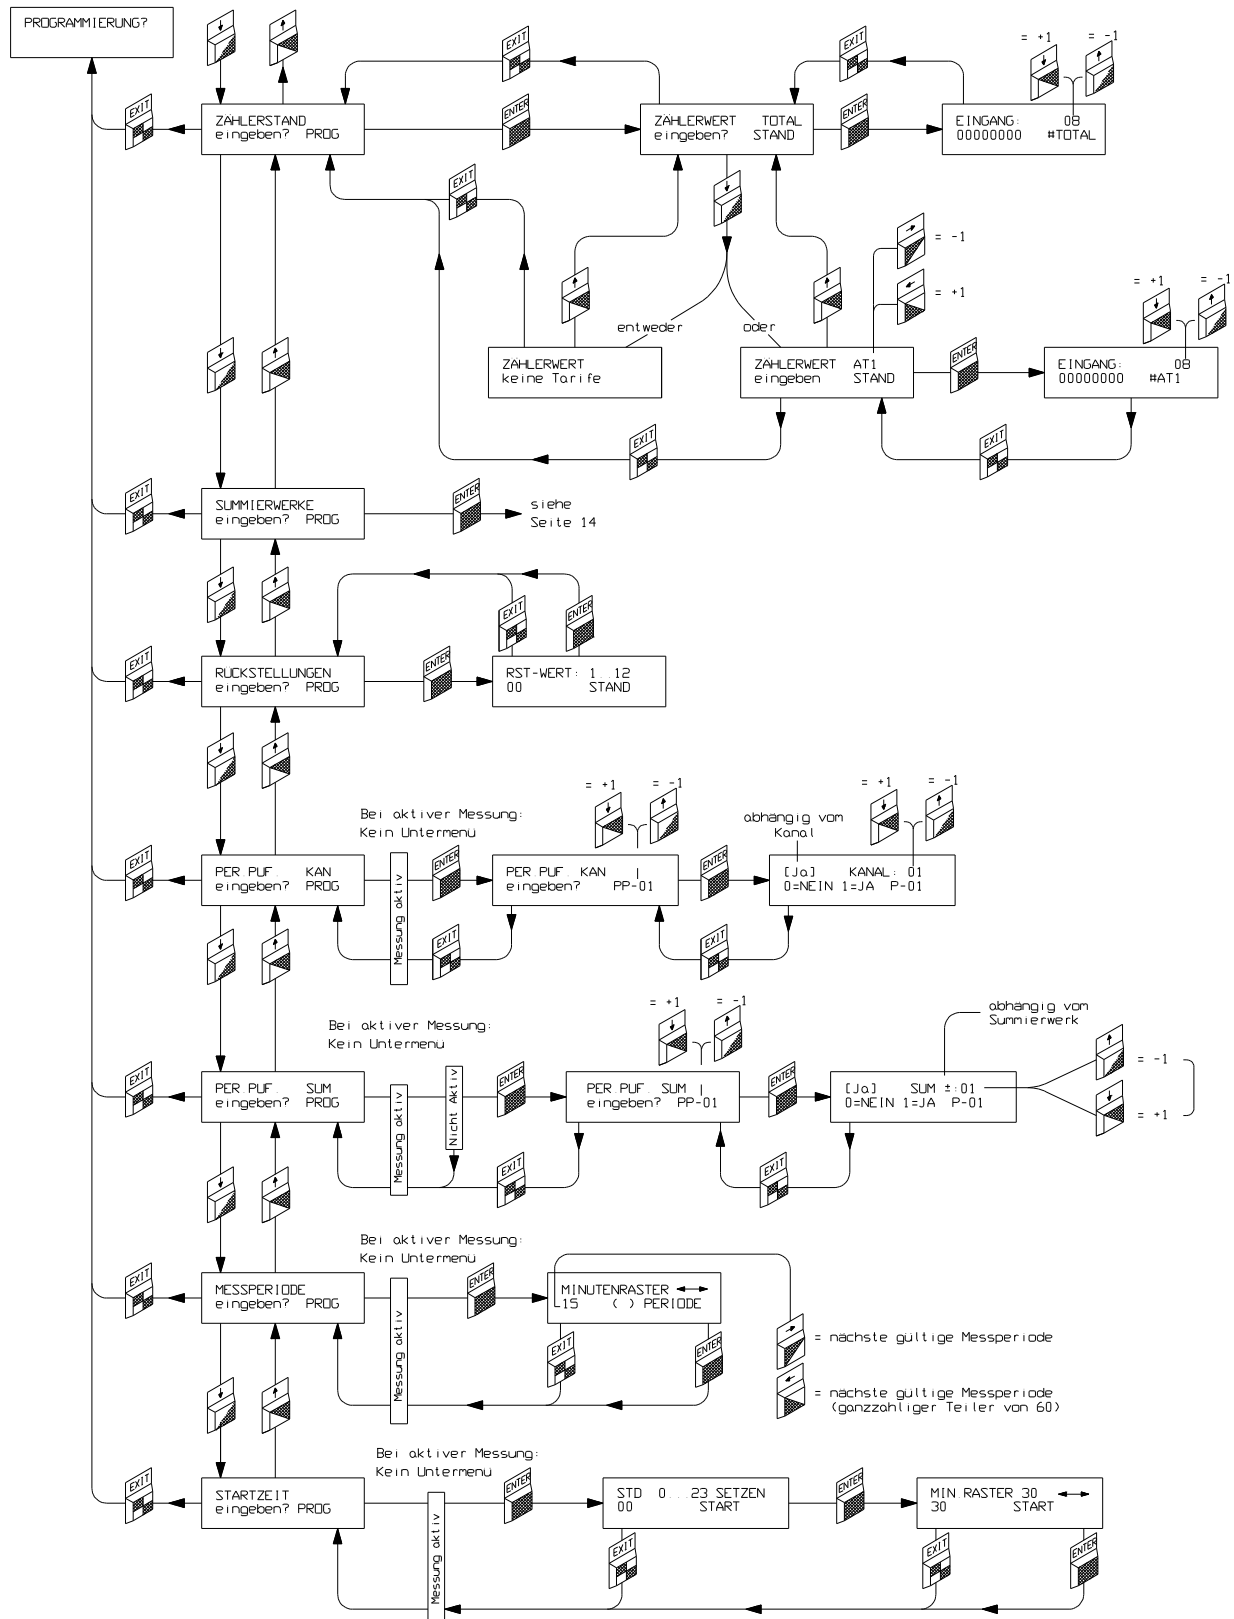 PROGRAMMIERUNG?
= +1
= -1
EXIT
EXIT
EXIT
ENTER
ENTER
ZÄHLERSTAND
eingeben? PROG
ZÄHLERWERT TOTAL
eingeben? STAND
EINGANG: 08
00000000 #TOTAL
EXIT
= -1
= +1
= +1
= -1
entweder
oder
ZÄHLERWERT
keine Tarife
ZÄHLERWERT AT1
eingeben STAND
ENTER
EINGANG: 08
00000000 #AT1
EXIT
EXIT
EXIT
SUMMIERWERKE
eingeben? PROG
ENTER
siehe
Seite 14
EXIT
ENTER
EXIT
RÜCKSTELLUNGEN
eingeben? PROG
ENTER
RST-WERT: 1...12
00 STAND
Bei aktiver Messung:
Kein Untermenü
= +1
= -1
abhängig vom
Kanal
= +1
= -1
EXIT
PER.PUF. KAN
eingeben? PROG
Messung aktiv
ENTER
PER.PUF. KAN
eingeben? PP-01
ENTER
[Ja] KANAL: 01
0=NEIN 1=JA P-01
EXIT
EXIT
Bei aktiver Messung:
Kein Untermenü
= +1
= -1
abhängig vom
Summierwerk
EXIT
PER.PUF. SUM
eingeben? PROG
Messung aktiv
Nicht Aktiv
ENTER
PER.PUF. SUM
eingeben? PP-01
ENTER
[Ja] SUM ±:01
0=NEIN 1=JA P-01
= -1
= +1
EXIT
EXIT
Bei aktiver Messung:
Kein Untermenü
EXIT
MESSPERIODE
eingeben? PROG
Messung aktiv
ENTER
MINUTENRASTER ↔
15 ( ) PERIODE
EXIT
ENTER
= nächste gültige Messperiode
= nächste gültige Messperiode
(ganzzahliger Teiler von 60)
Bei aktiver Messung:
Kein Untermenü
EXIT
STARTZEIT
eingeben? PROG
Messung aktiv
ENTER
STD 0...23 SETZEN
00 START
ENTER
MIN.RASTER 30 ↔
30 START
EXIT
EXIT
ENTER